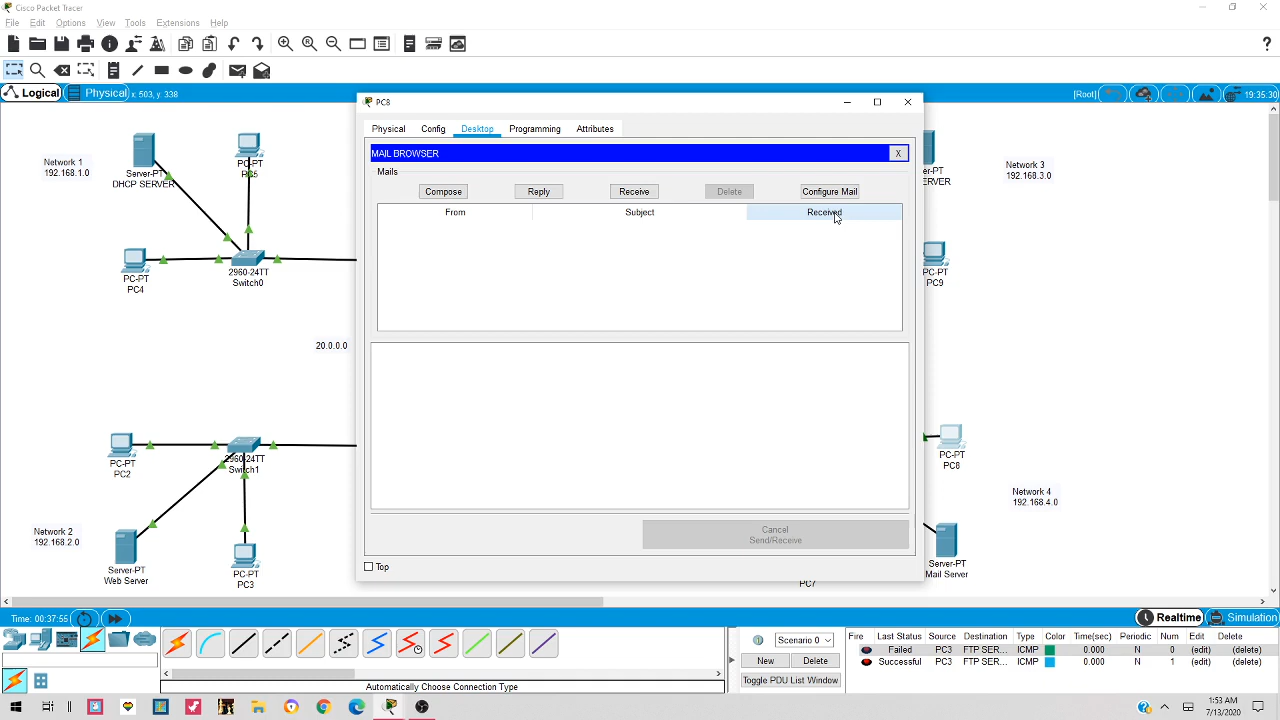 Cisco Packet Tracer
File Edit Options View Tools Extensions Help
?
Logical Physical x: 503, y: 338 [Root] 19:35:30
PC8
Physical Config Desktop Programming Attributes
MAIL BROWSER X
Mails
Compose Reply Receive Delete Configure Mail
From Subject Received
Cancel
Send/Receive
Top
Network 1
192.168.1.0
Server-PT
DHCP SERVER
PC-PT
PC5
PC-PT
PC4
2960-24TT
Switch0
20.0.0.0
PC-PT
PC2
2960-24TT
Switch1
Network 2
192.168.2.0
Server-PT
Web Server
PC-PT
PC3
Network 3
192.168.3.0
PC-PT
PC9
PC-PT
PC8
Network 4
192.168.4.0
Server-PT
Mail Server
PC7
Time: 00:37:55 Realtime Simulation
Scenario 0
New Delete
Toggle PDU List Window
Fire Last Status Source Destination Type Color Time(sec) Periodic Num Edit Delete
Failed PC3 FTP SER... ICMP 0.000 N 0 (edit) (delete)
Successful PC3 FTP SER... ICMP 0.000 N 1 (edit) (delete)
Automatically Choose Connection Type
1:53 AM
7/13/2020